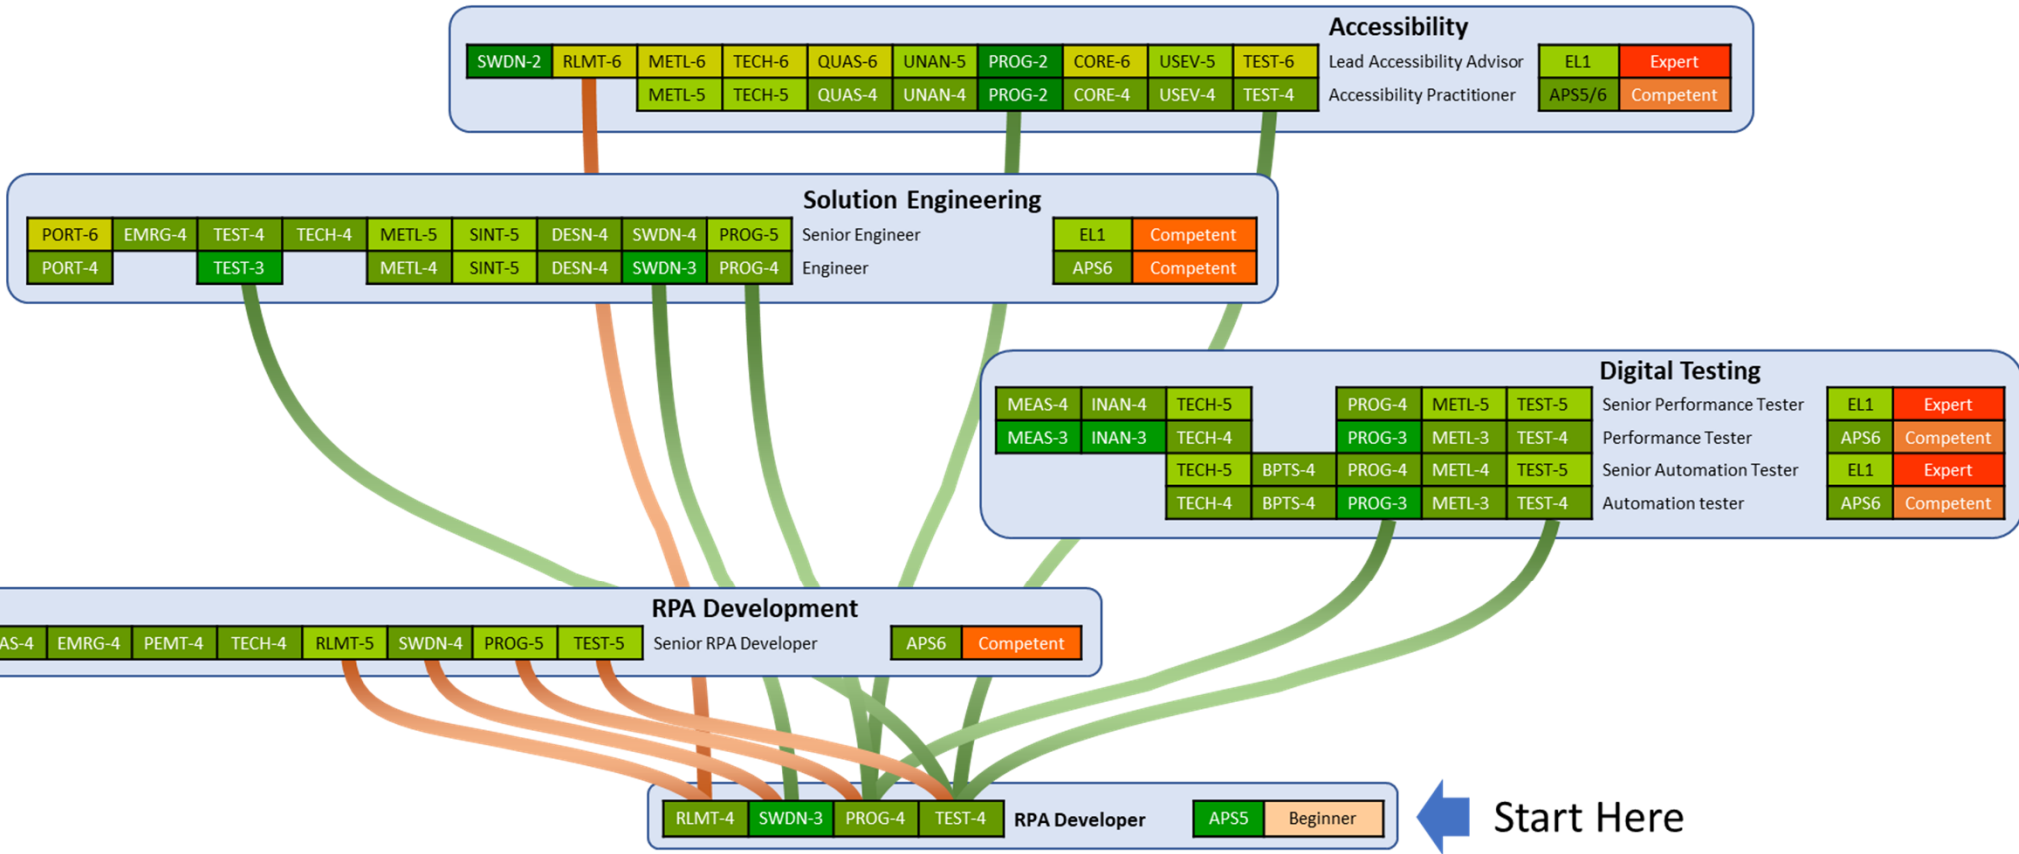 Accessibility
SWDN-2 RLMT-6 METL-6 TECH-6 QUAS-6 UNAN-5 PROG-2 CORE-6 USEV-5 TEST-6 Lead Accessibility Advisor EL1 Expert
METL-5 TECH-5 QUAS-4 UNAN-4 PROG-2 CORE-4 USEV-4 TEST-4 Accessibility Practitioner APS5/6 Competent
Solution Engineering
PORT-6 EMRG-4 TEST-4 TECH-4 METL-5 SINT-5 DESN-4 SWDN-4 PROG-5 Senior Engineer EL1 Competent
PORT-4 TEST-3 METL-4 SINT-5 DESN-4 SWDN-3 PROG-4 Engineer APS6 Competent
Digital Testing
MEAS-4 INAN-4 TECH-5 PROG-4 METL-5 TEST-5 Senior Performance Tester EL1 Expert
MEAS-3 INAN-3 TECH-4 PROG-3 METL-3 TEST-4 Performance Tester APS6 Competent
TECH-5 BPTS-4 PROG-4 METL-4 TEST-5 Senior Automation Tester EL1 Expert
TECH-4 BPTS-4 PROG-3 METL-3 TEST-4 Automation tester APS6 Competent
RPA Development
AS-4 EMRG-4 PEMT-4 TECH-4 RLMT-5 SWDN-4 PROG-5 TEST-5 Senior RPA Developer APS6 Competent
RLMT-4 SWDN-3 PROG-4 TEST-4 RPA Developer APS5 Beginner
Start Here